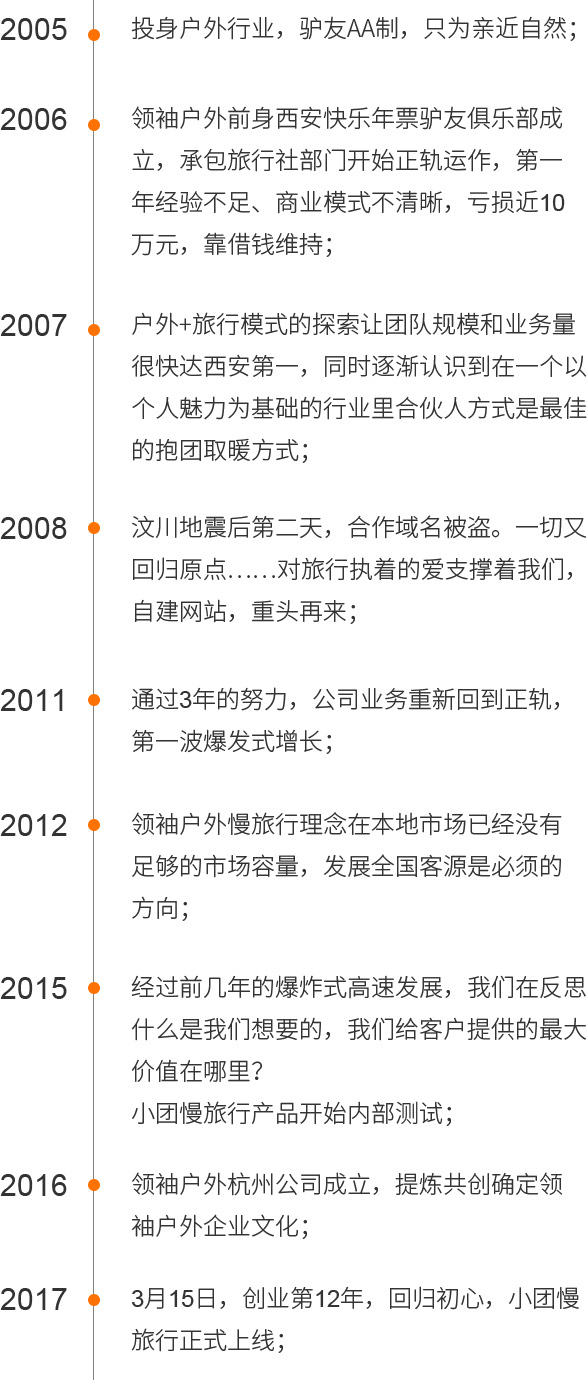 2005 投身户外行业，驴友AA制，只为亲近自然；
2006 领袖户外前身西安快乐年票驴友俱乐部成
立，承包旅行社部门开始正轨运作，第一
年经验不足、商业模式不清晰，亏损近10
万元，靠借钱维持；
2007 户外+旅行模式的探索让团队规模和业务量
很快达西安第一，同时逐渐认识到在一个以
个人魅力为基础的行业里合伙人方式是最佳
的抱团取暖方式；
2008 汶川地震后第二天，合作域名被盗。一切又
回归原点……对旅行执着的爱支撑着我们，
自建网站，重头再来；
2011 通过3年的努力，公司业务重新回到正轨，
第一波爆发式增长；
2012 领袖户外慢旅行理念在本地市场已经没有
足够的市场容量，发展全国客源是必须的
方向；
2015 经过前几年的爆炸式高速发展，我们在反思
什么是我们想要的，我们给客户提供的最大
价值在哪里？
小团慢旅行产品开始内部测试；
2016 领袖户外杭州公司成立，提炼共创确定领
袖户外企业文化；
2017 3月15日，创业第12年，回归初心，小团慢
旅行正式上线；